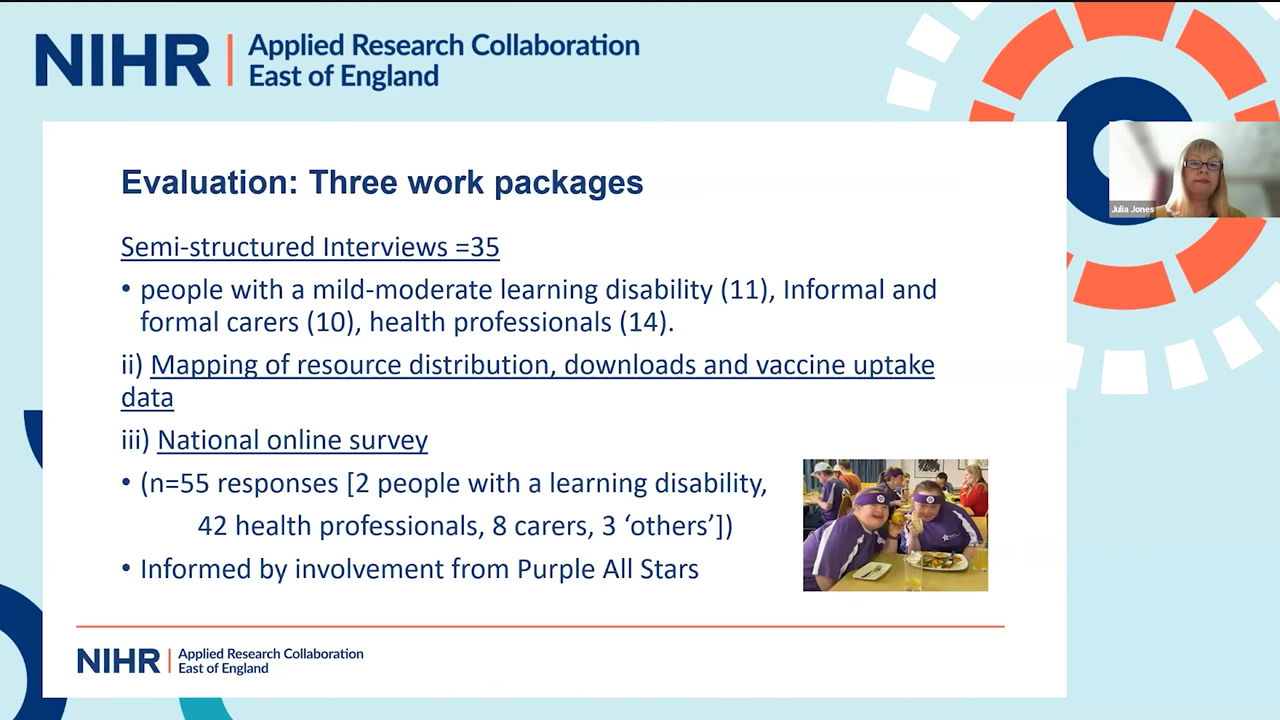 NIHR | Applied Research Collaboration
East of England
Evaluation: Three work packages
Julia Jones
Semi-structured Interviews =35
• people with a mild-moderate learning disability (11), Informal and
formal carers (10), health professionals (14).
ii) Mapping of resource distribution, downloads and vaccine uptake
data
iii) National online survey
• (n=55 responses [2 people with a learning disability,
42 health professionals, 8 carers, 3 ‘others’])
• Informed by involvement from Purple All Stars
NIHR | Applied Research Collaboration
East of England